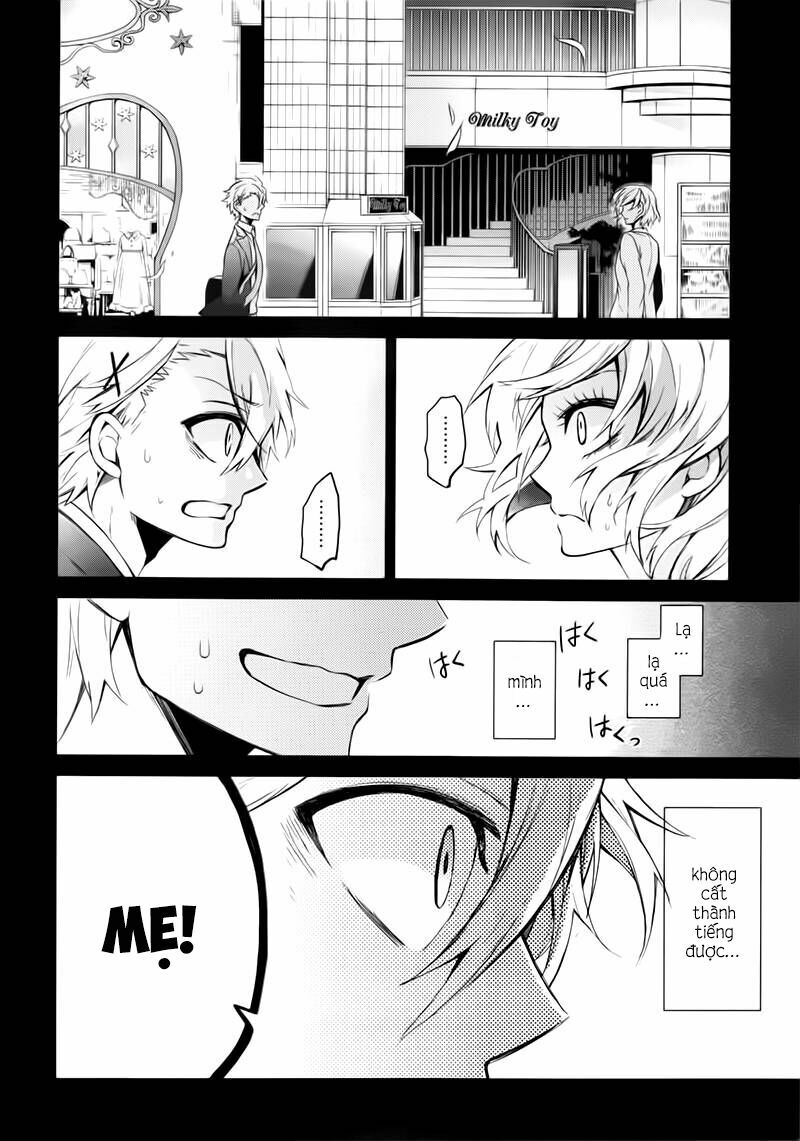 Milky Toy
Milky Toy
………
………
Lạ
…
lạ
quá
…
mình
…
はく
はく
はく
はくっ
không
cất
thành
tiếng
được...
MẸ!